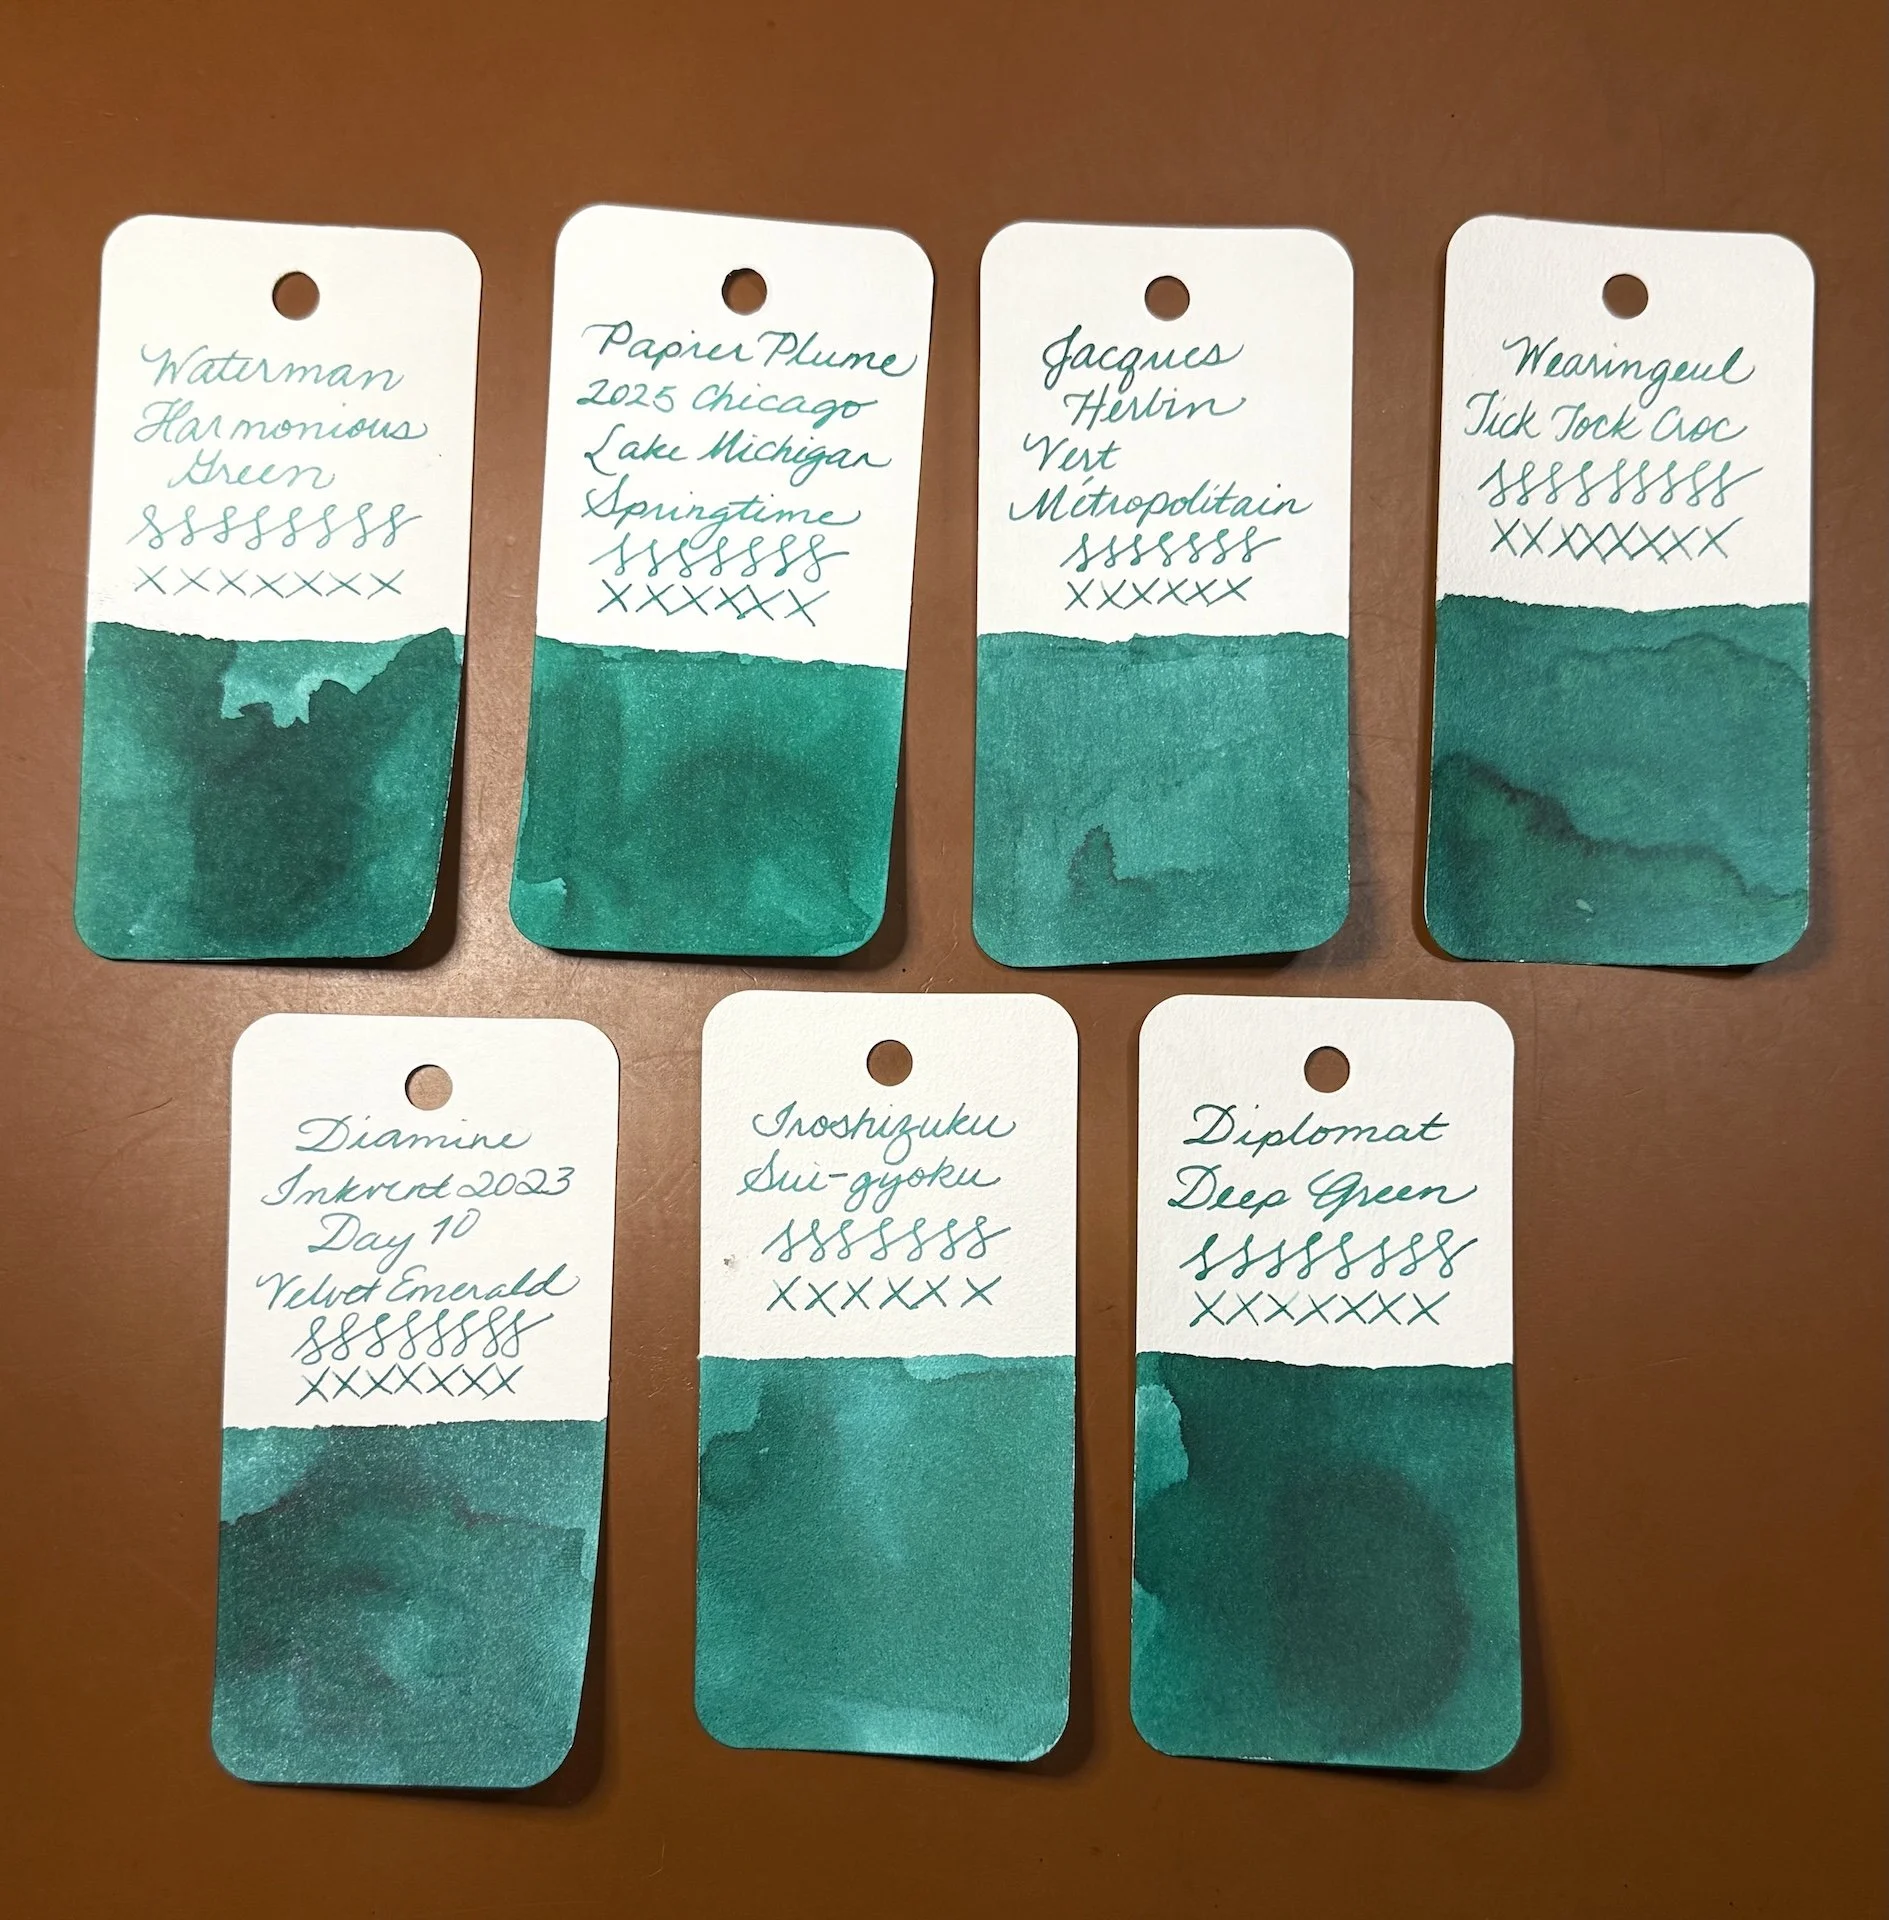 Waterman
Harmonious
Green
ssssssss
xxxxxxx
Papier Plume
2025 Chicago
Lake Michigan
Springtime
sssssss
xxxxxxx
Jacques
Herbin
Vert
Métropolitain
sssssss
xxxxxx
Wearingeul
Tick Tock Croc
sssssssss
xxxxxxxx
Diamine
Inkvent 2023
Day 10
Velvet Emerald
ssssssss
xxxxxxx
Iroshizuku
Sui-gyoku
sssssss
xxxxxx
Diplomat
Deep Green
ssssssss
xxxxxxx